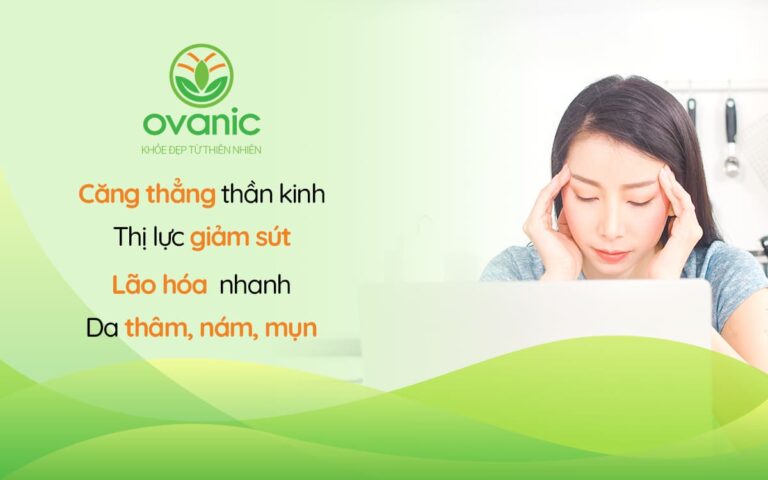 ovanic
KHỎE ĐẸP TỪ THIÊN NHIÊN
Căng thẳng thần kinh
Thị lực giảm sút
Lão hóa nhanh
Da thâm, nám, mụn